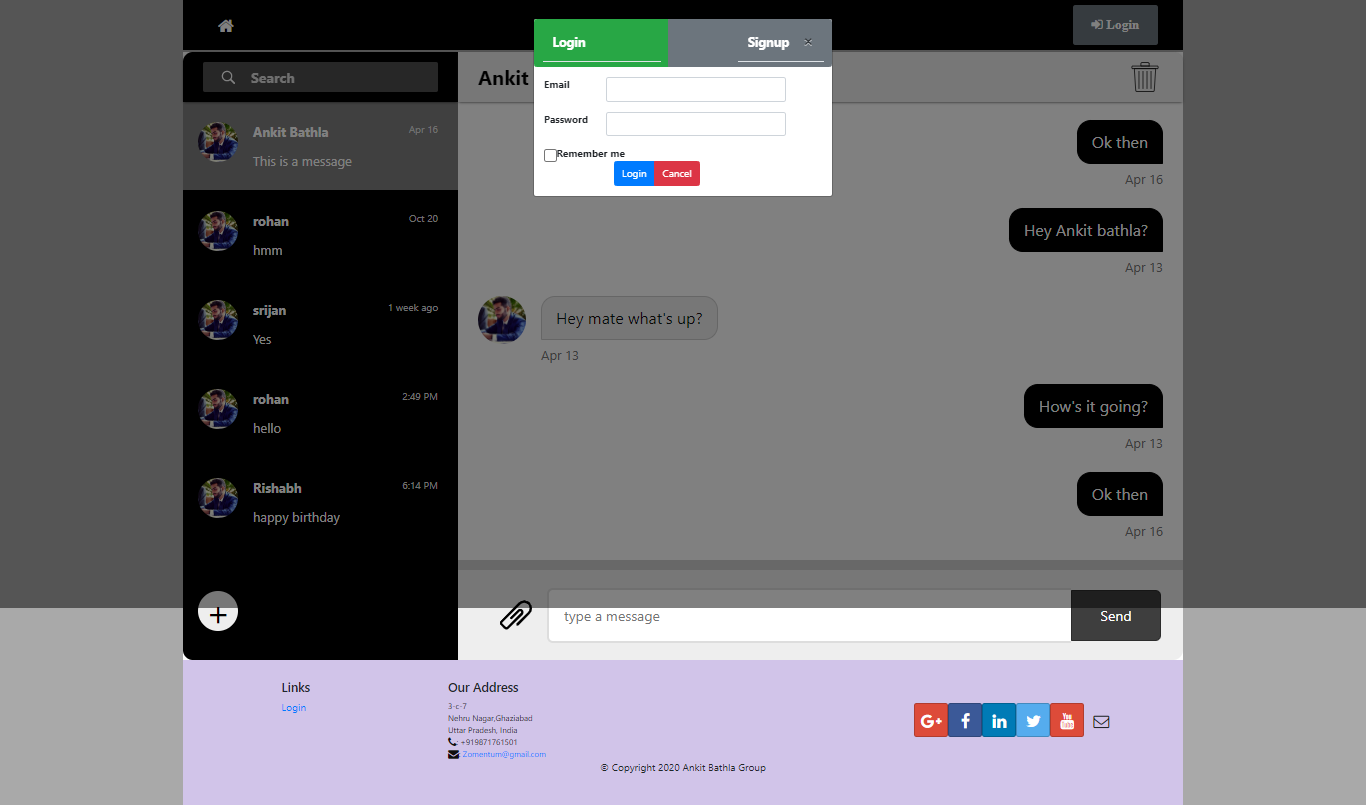 Login
Login
Signup ×
Email
Password
Remember me
Login Cancel
Search
Ankit Bathla
Apr 16
This is a message
rohan
Oct 20
hmm
srijan
1 week ago
Yes
rohan
2:49 PM
hello
Rishabh
6:14 PM
happy birthday
+
Ankit
Ok then
Apr 16
Hey Ankit bathla?
Apr 13
Hey mate what's up?
Apr 13
How's it going?
Apr 13
Ok then
Apr 16
type a message
Send
Links
Login
Our Address
3-c-7
Nehru Nagar,Ghaziabad
Uttar Pradesh, India
: +919871761501
: Zomentum@gmail.com
G+ f in You Tube
© Copyright 2020 Ankit Bathla Group